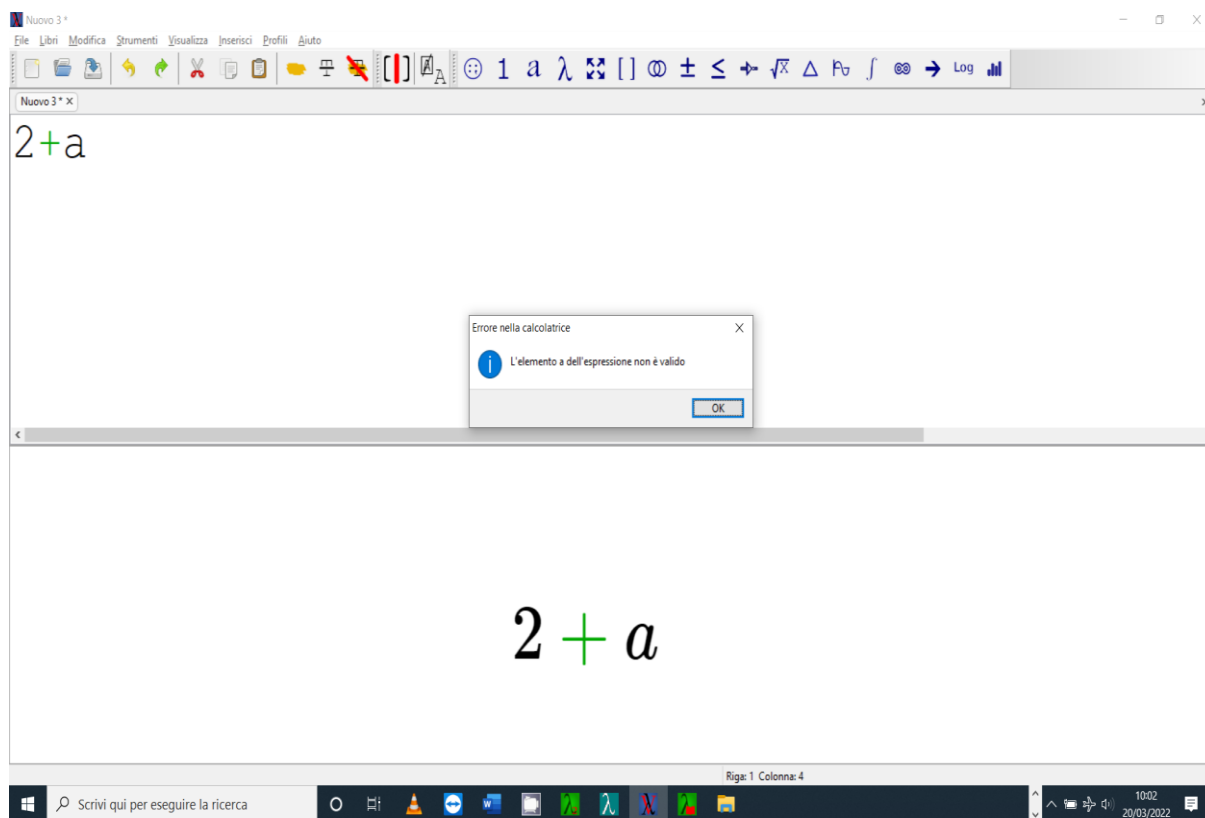 Nuovo 3 *
File Libri Modifica Strumenti Visualizza Inserisci Profili Aiuto
[|] A A 1 a λ [ ] ± ≤ √x Δ ∫ → Log
Nuovo 3 * X
2+a
Errore nella calcolatrice
L'elemento a dell'espressione non è valido
OK
2 + a
Riga: 1 Colonna: 4
Scrivi qui per eseguire la ricerca
10:02
20/03/2022